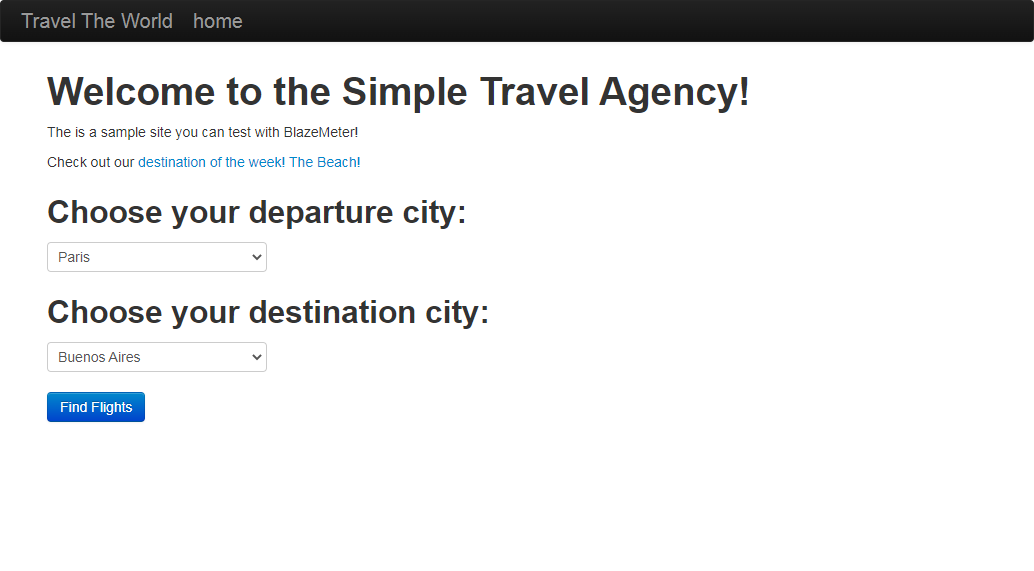 Travel The World home
Welcome to the Simple Travel Agency!
The is a sample site you can test with BlazeMeter!
Check out our destination of the week! The Beach!
Choose your departure city:
Paris
Choose your destination city:
Buenos Aires
Find Flights